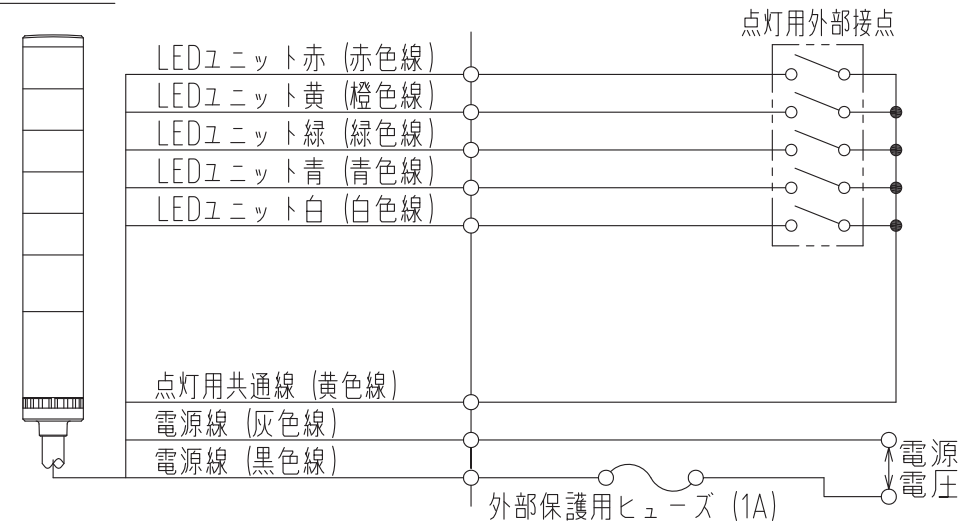 点灯用外部接点
LEDユニット赤 (赤色線)
LEDユニット黄 (橙色線)
LEDユニット緑 (緑色線)
LEDユニット青 (青色線)
LEDユニット白 (白色線)
点灯用共通線 (黄色線)
電源線 (灰色線)
電源線 (黒色線)
電源
電圧
外部保護用ヒューズ (1A)